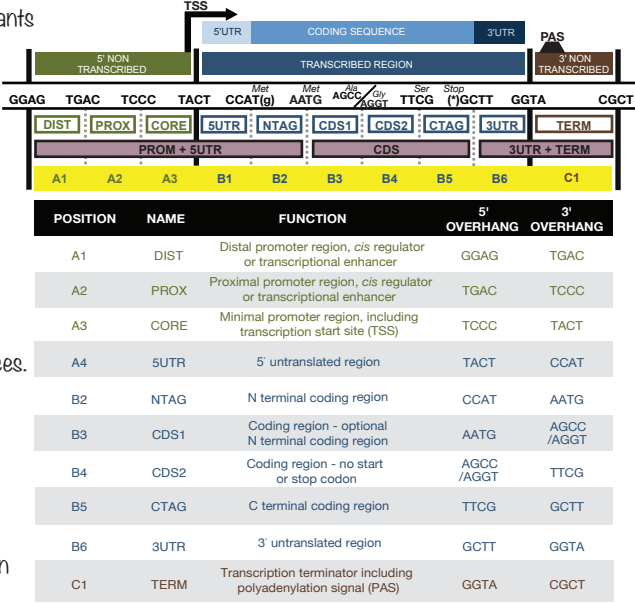 ants
TSS
5'UTR CODING SEQUENCE 3'UTR
PAS
5' NON
TRANSCRIBED
TRANSCRIBED REGION
3' NON
TRANSCRIBED
Met Met Ala Gly Ser Stop
GGAG TGAC TCCC TACT CCAT(g) AATG AGCC/AGGT TTCG (*)GCTT GGTA CGCT
DIST PROX CORE 5UTR NTAG CDS1 CDS2 CTAG 3UTR TERM
PROM + 5UTR CDS 3UTR + TERM
A1 A2 A3 B1 B2 B3 B4 B5 B6 C1
POSITION NAME FUNCTION 5' OVERHANG 3' OVERHANG
A1 DIST Distal promoter region, cis regulator or transcriptional enhancer GGAG TGAC
A2 PROX Proximal promoter region, cis regulator or transcriptional enhancer TGAC TCCC
A3 CORE Minimal promoter region, including transcription start site (TSS) TCCC TACT
ces.
A4 5UTR 5' untranslated region TACT CCAT
B2 NTAG N terminal coding region CCAT AATG
B3 CDS1 Coding region - optional N terminal coding region AATG AGCC /AGGT
B4 CDS2 Coding region - no start or stop codon AGCC /AGGT TTCG
B5 CTAG C terminal coding region TTCG GCTT
B6 3UTR 3' untranslated region GCTT GGTA
n
C1 TERM Transcription terminator including polyadenylation signal (PAS) GGTA CGCT